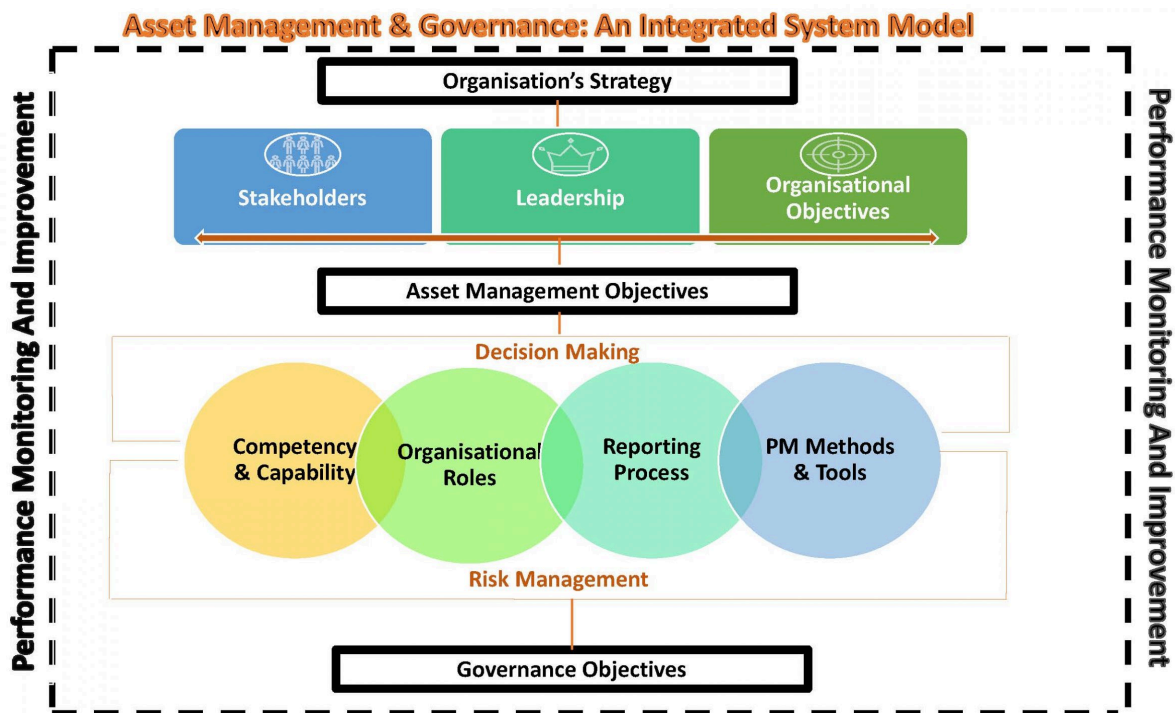 Asset Management & Governance: An Integrated System Model
Performance Monitoring And Improvement
Organisation's Strategy
Stakeholders
Leadership
Organisational
Objectives
Asset Management Objectives
Decision Making
Competency
& Capability
Organisational
Roles
Reporting
Process
PM Methods
& Tools
Risk Management
Governance Objectives
Performance Monitoring And Improvement